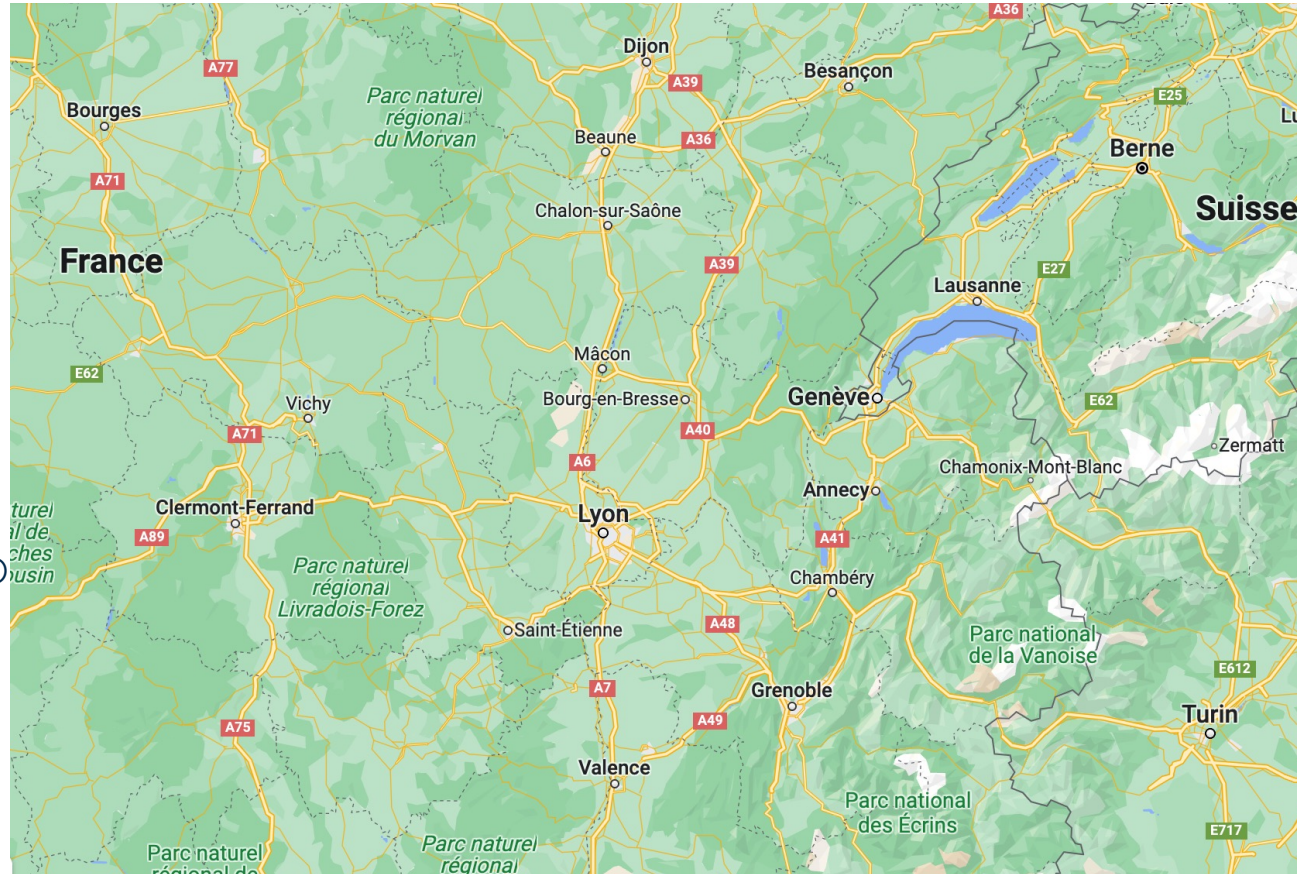 A36
Dijon
A77
A39
Besançon
Parc naturel
régional
du Morvan
E25
Bourges
Beaune
A36
Berne
A71
Chalon-sur-Saône
Suisse
France
A39
E27
Lausanne
Mâcon
E62
Bourg-en-Bresse
Genève
E62
Vichy
A71
A40
Zermatt
A6
Chamonix-Mont-Blanc
Annecy
Clermont-Ferrand
Lyon
A89
A41
Parc naturel
régional
Livradois-Forez
Chambéry
Saint-Étienne
A48
Parc national
de la Vanoise
E612
A7
Grenoble
A49
A75
Turin
Valence
Parc national
des Écrins
E717
Parc naturel
régional
Parc naturel
régional de